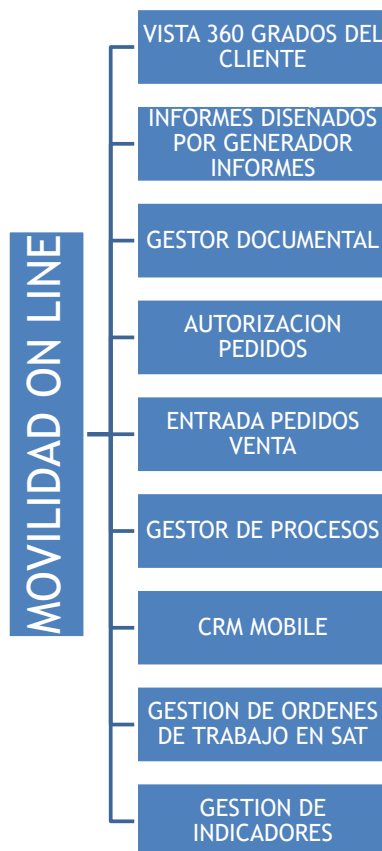 MOVILIDAD ON LINE
VISTA 360 GRADOS DEL
CLIENTE
INFORMES DISEÑADOS
POR GENERADOR
INFORMES
GESTOR DOCUMENTAL
AUTORIZACION
PEDIDOS
ENTRADA PEDIDOS
VENTA
GESTOR DE PROCESOS
CRM MOBILE
GESTION DE ORDENES
DE TRABAJO EN SAT
GESTION DE
INDICADORES